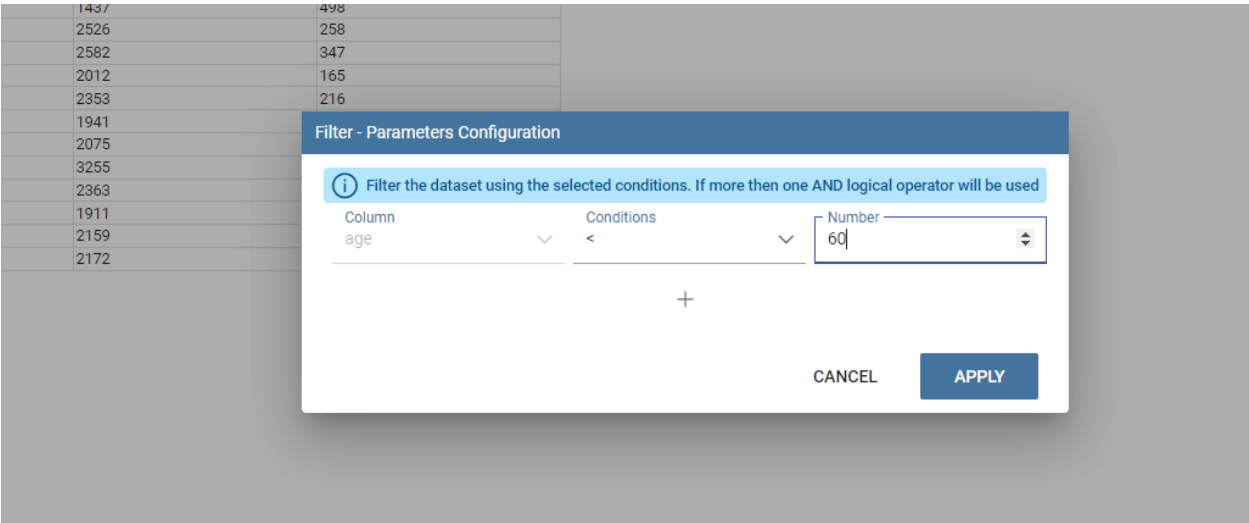 1437 498
2526 258
2582 347
2012 165
2353 216
1941
2075
3255
2363
1911
2159
2172
Filter - Parameters Configuration
Filter the dataset using the selected conditions. If more then one AND logical operator will be used
Column Conditions Number
age < 60
+
CANCEL APPLY